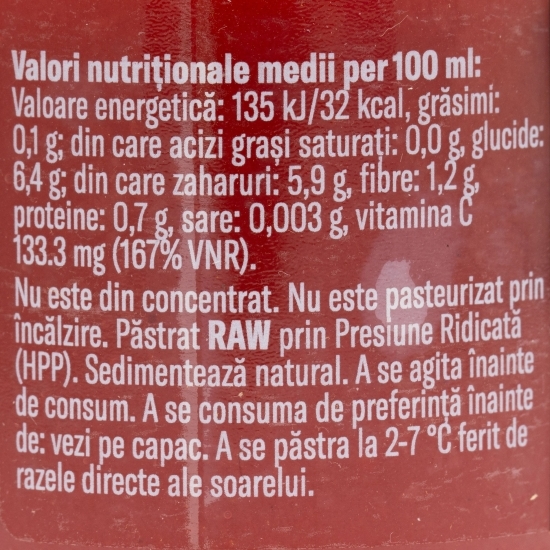 Valori nutriționale medii per 100 ml:
Valoare energetică: 135 kJ/32 kcal, grăsimi:
0,1 g; din care acizi grași saturați: 0,0 g, glucide:
6,4 g; din care zaharuri: 5,9 g, fibre: 1,2 g,
proteine: 0,7 g, sare: 0,003 g, vitamina C
133.3 mg (167% VNR).
Nu este din concentrat. Nu este pasteurizat prin
încălzire. Păstrat RAW prin Presiune Ridicată
(HPP). Sedimentează natural. A se agita înainte
de consum. A se consuma de preferință înainte
de: vezi pe capac. A se păstra la 2-7 °C ferit de
razele directe ale soarelui.